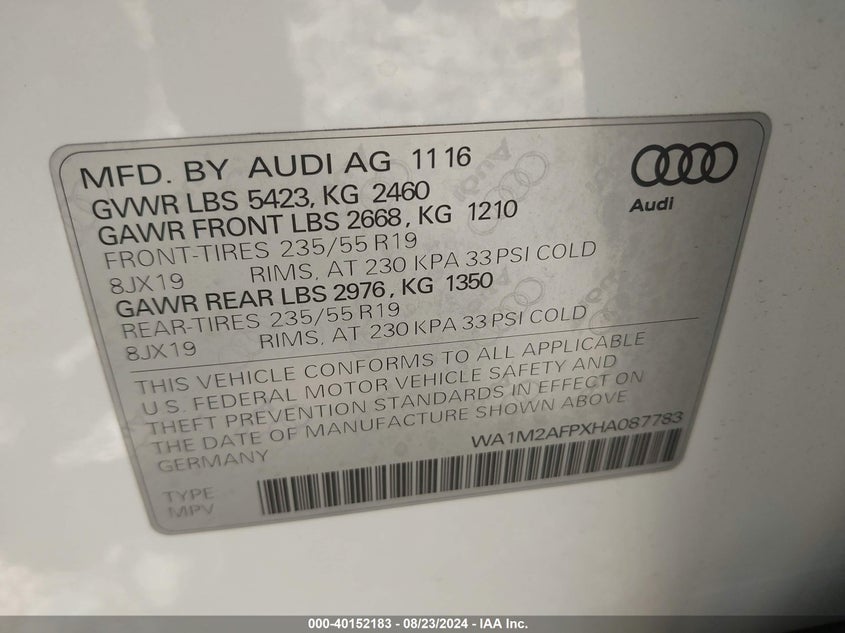 MFD. BY AUDI AG 11 16
GVWR LBS 5423, KG 2460
GAWR FRONT LBS 2668, KG 1210
FRONT-TIRES 235/55 R19
8JX19 RIMS, AT 230 KPA 33 PSI COLD
GAWR REAR LBS 2976, KG 1350
REAR-TIRES 235/55 R19
8JX19 RIMS, AT 230 KPA 33 PSI COLD
Audi
THIS VEHICLE CONFORMS TO ALL APPLICABLE
U.S. FEDERAL MOTOR VEHICLE SAFETY AND
THEFT PREVENTION STANDARDS IN EFFECT ON
THE DATE OF MANUFACTURE SHOWN ABOVE
GERMANY
WA1M2AFPXHA087783
TYPE
MPV
000-40152183 - 08/23/2024 - IAA Inc.